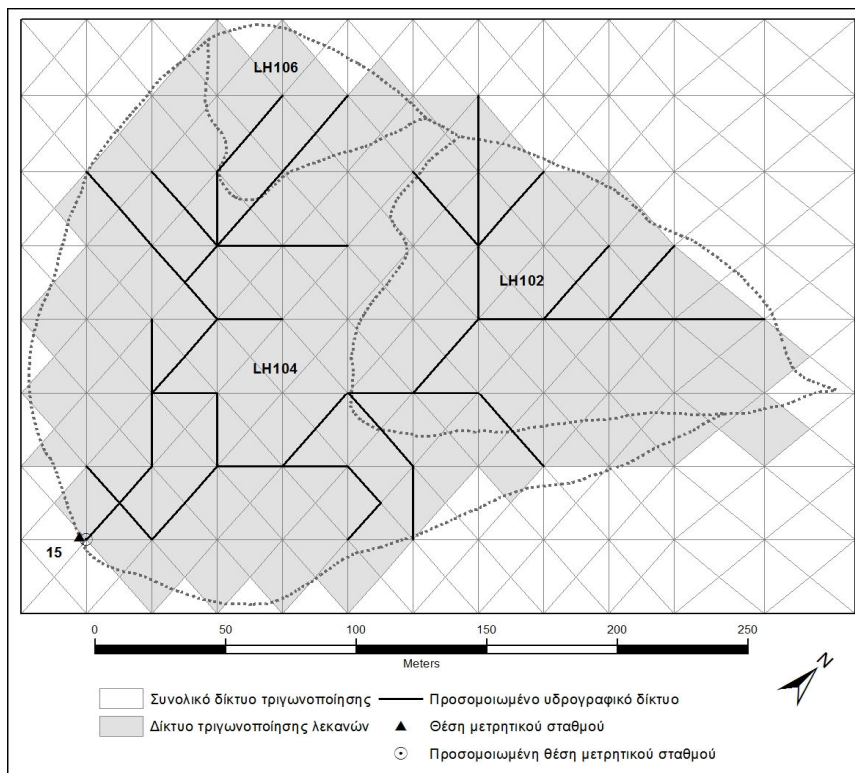 LH106
LH102
LH104
15
0 50 100 150 200 250
Meters
N
Συνολικό δίκτυο τριγωνοποίησης
Προσομοιωμένο υδρογραφικό δίκτυο
Δίκτυο τριγωνοποίησης λεκανών
Θέση μετρητικού σταθμού
Προσομοιωμένη θέση μετρητικού σταθμού